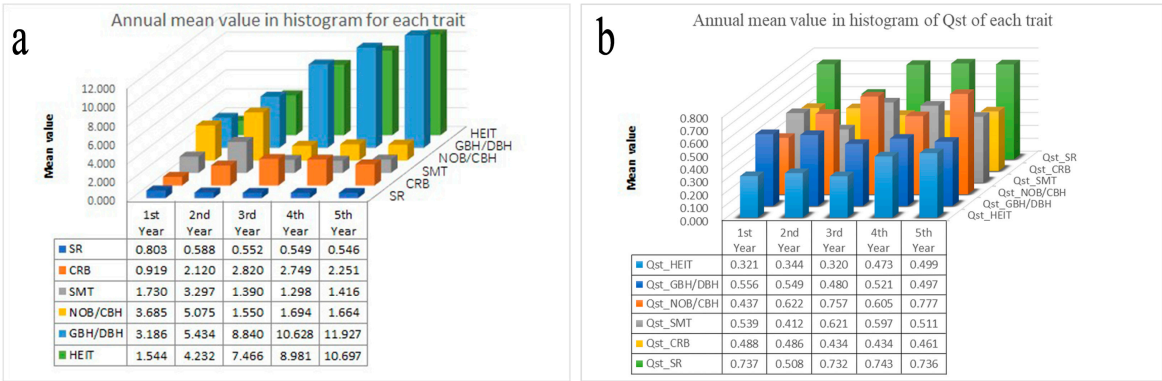 a
Annual mean value in histogram for each trait
Mean value
12.000
10.000
8.000
6.000
4.000
2.000
0.000
HEIT
GBH/DBH
NOB/CBH
SMT
CRB
SR
1st Year 2nd Year 3rd Year 4th Year 5th Year
SR 0.803 0.588 0.552 0.549 0.546
CRB 0.919 2.120 2.820 2.749 2.251
SMT 1.730 3.297 1.390 1.298 1.416
NOB/CBH 3.685 5.075 1.550 1.694 1.664
GBH/DBH 3.186 5.434 8.840 10.628 11.927
HEIT 1.544 4.232 7.466 8.981 10.697
b
Annual mean value in histogram of Qst of each trait
Mean value
0.800
0.700
0.600
0.500
0.400
0.300
0.200
0.100
0.000
Qst_SR
Qst_CRB
Qst_SMT
Qst_NOB/CBH
Qst_GBH/DBH
Qst_HEIT
1st Year 2nd Year 3rd Year 4th Year 5th Year
Qst_HEIT 0.321 0.344 0.320 0.473 0.499
Qst_GBH/DBH 0.556 0.549 0.480 0.521 0.497
Qst_NOB/CBH 0.437 0.622 0.757 0.605 0.777
Qst_SMT 0.539 0.412 0.621 0.597 0.511
Qst_CRB 0.488 0.486 0.434 0.434 0.461
Qst_SR 0.737 0.508 0.732 0.743 0.736